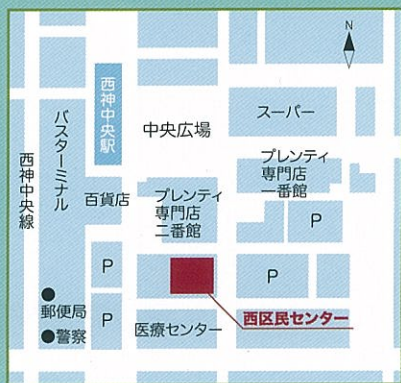 N
西神中央駅
スーパー
バスターミナル
中央広場
西神中央線
プレンティ
専門店
一番館
百貨店
プレンティ
専門店
二番館
P
P
P
郵便局
P
西区民センター
警察
医療センター